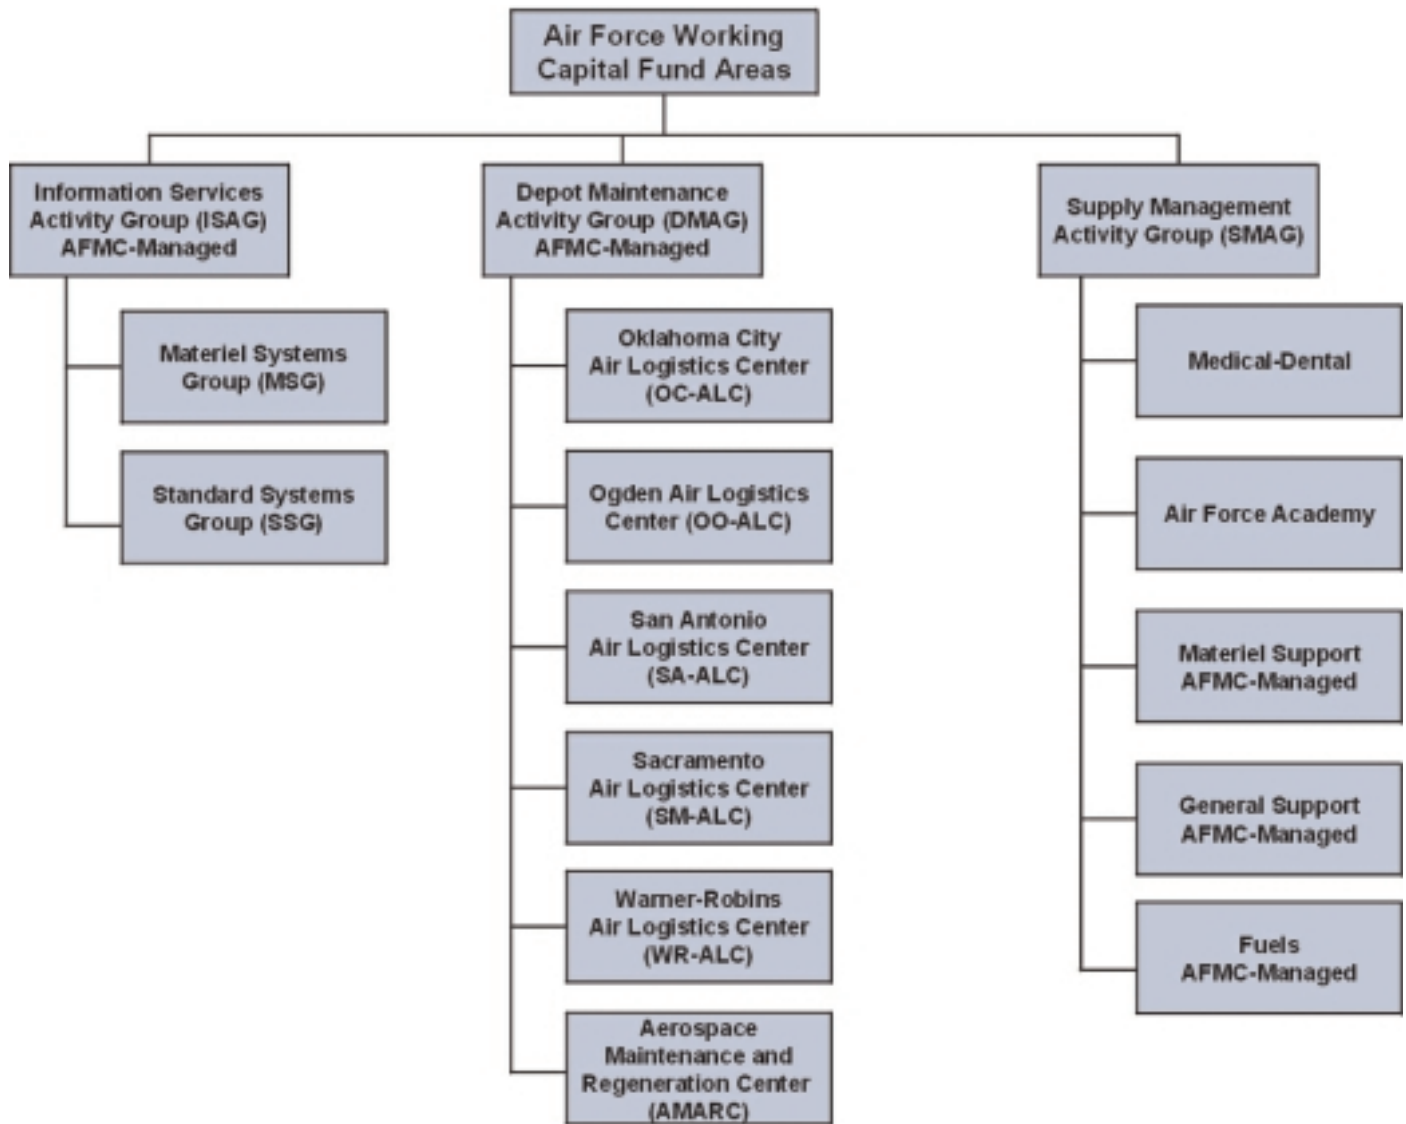 Air Force Working
Capital Fund Areas
Information Services
Activity Group (ISAG)
AFMC-Managed
Materiel Systems
Group (MSG)
Standard Systems
Group (SSG)
Depot Maintenance
Activity Group (DMAG)
AFMC-Managed
Oklahoma City
Air Logistics Center
(OC-ALC)
Ogden Air Logistics
Center (OO-ALC)
San Antonio
Air Logistics Center
(SA-ALC)
Sacramento
Air Logistics Center
(SM-ALC)
Warner-Robins
Air Logistics Center
(WR-ALC)
Aerospace
Maintenance and
Regeneration Center
(AMARC)
Supply Management
Activity Group (SMAG)
Medical-Dental
Air Force Academy
Materiel Support
AFMC-Managed
General Support
AFMC-Managed
Fuels
AFMC-Managed